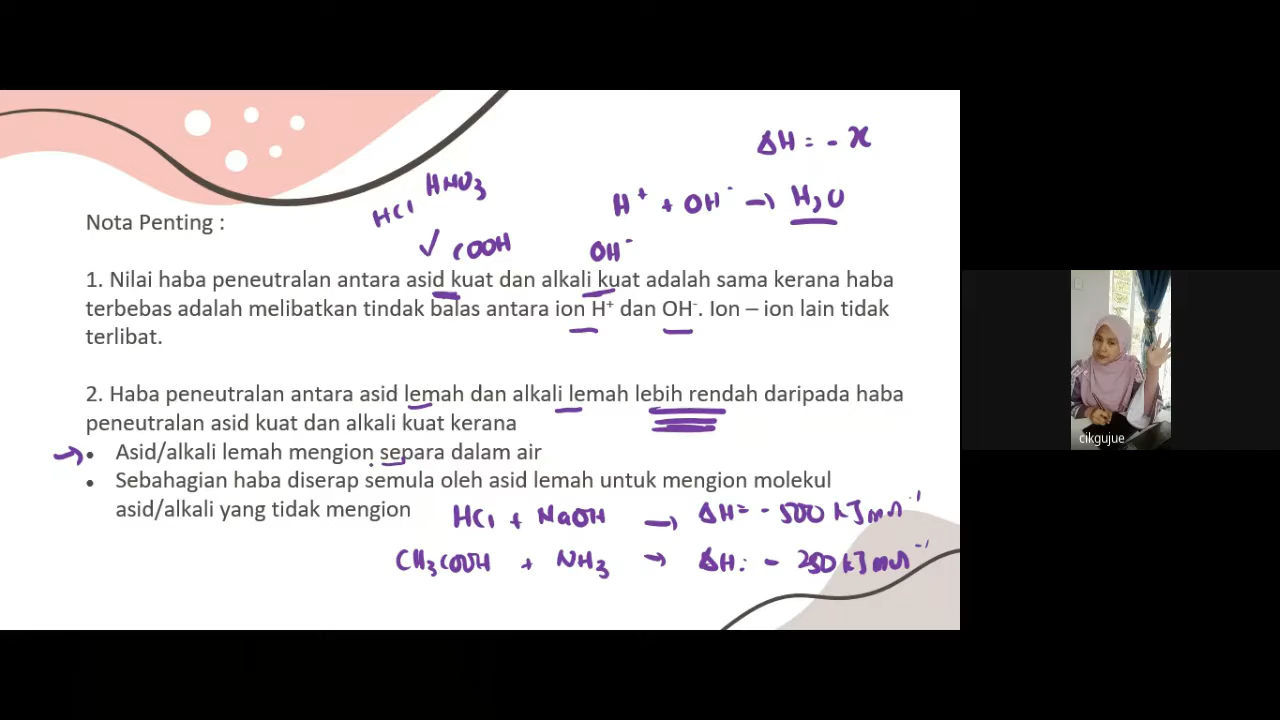 ΔH = - x
HNO3
HCl
H+ + OH- → H2O
✓ COOH
OH-
Nota Penting :
1. Nilai haba peneutralan antara asid kuat dan alkali kuat adalah sama kerana haba
terbebas adalah melibatkan tindak balas antara ion H⁺ dan OH⁻. Ion – ion lain tidak
terlibat.
2. Haba peneutralan antara asid lemah dan alkali lemah lebih rendah daripada haba
peneutralan asid kuat dan alkali kuat kerana
→ • Asid/alkali lemah mengion separa dalam air
• Sebahagian haba diserap semula oleh asid lemah untuk mengion molekul
asid/alkali yang tidak mengion
HCl + NaOH → ΔH = - 500 kJ mol⁻¹
CH3COOH + NH3 → ΔH: - 250 kJ mol⁻¹
cikgujue